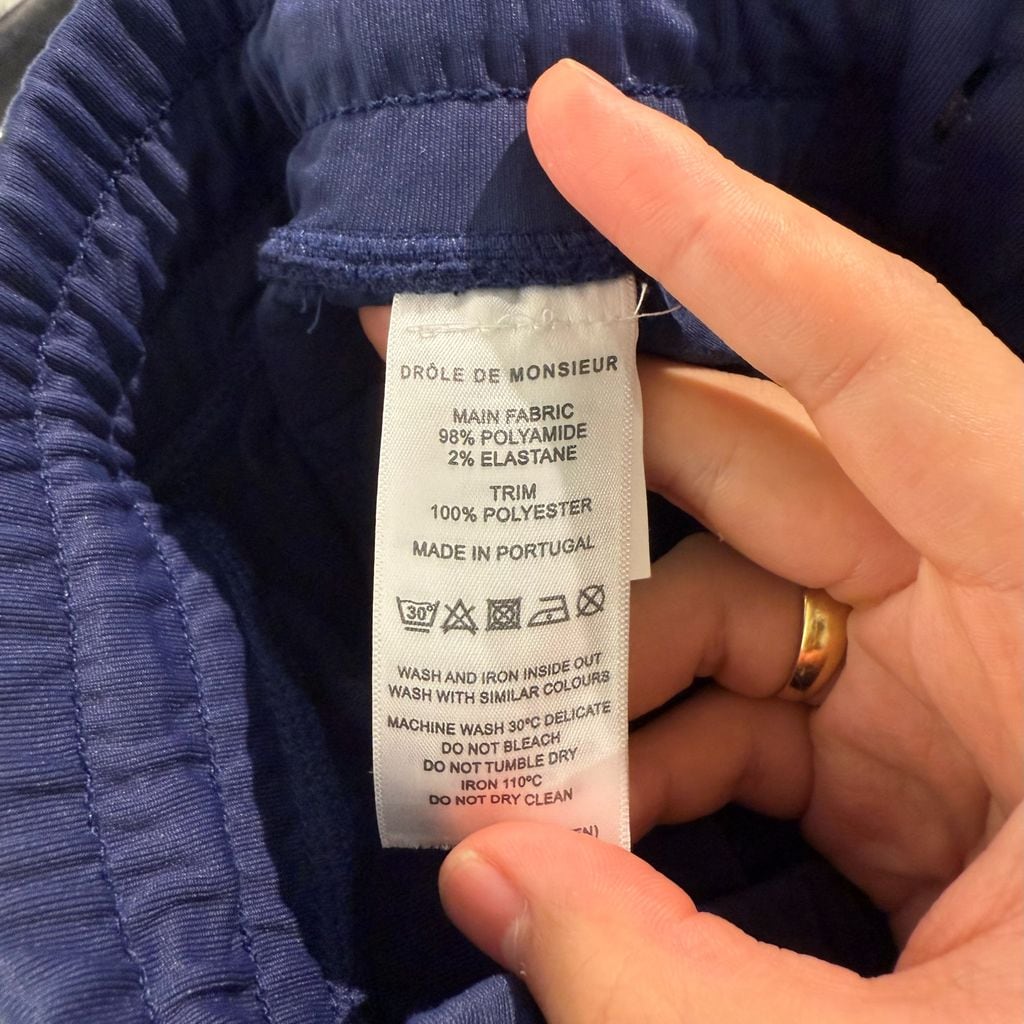 DRÔLE DE MONSIEUR
MAIN FABRIC
98% POLYAMIDE
2% ELASTANE
TRIM
100% POLYESTER
MADE IN PORTUGAL
30°
WASH AND IRON INSIDE OUT
WASH WITH SIMILAR COLOURS
MACHINE WASH 30ºC DELICATE
DO NOT BLEACH
DO NOT TUMBLE DRY
IRON 110ºC
DO NOT DRY CLEAN